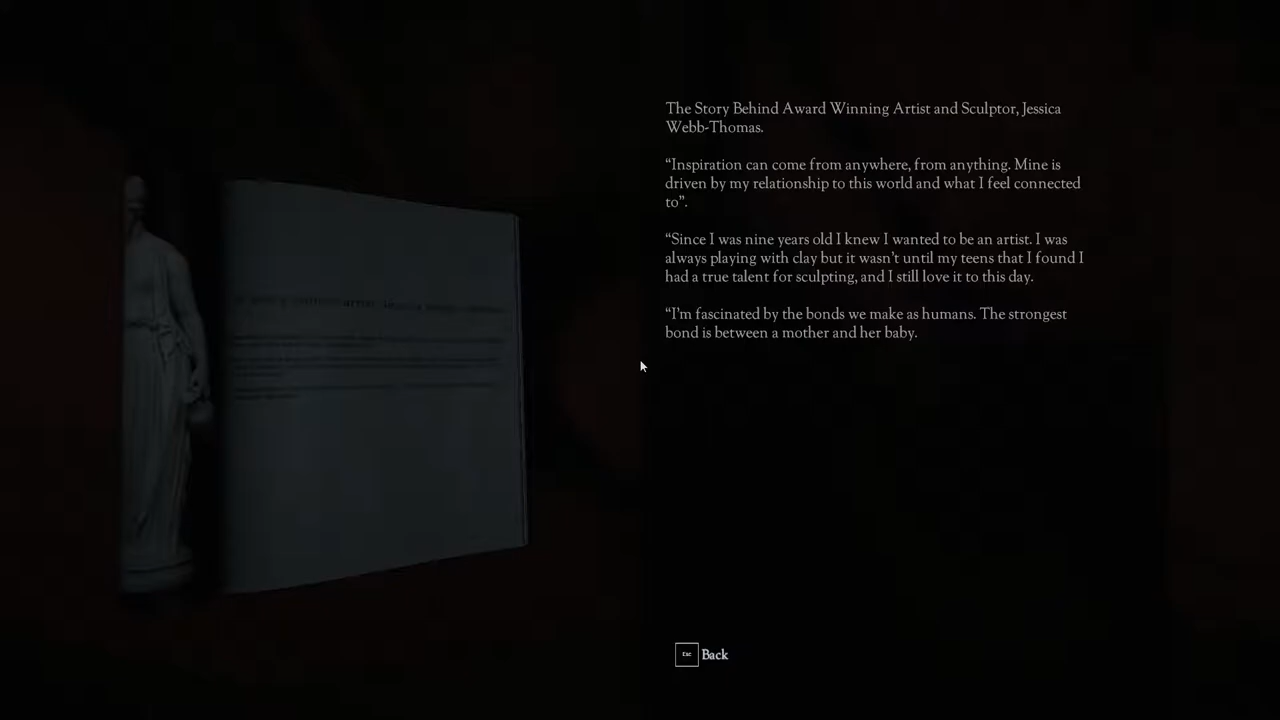 The Story Behind Award Winning Artist and Sculptor, Jessica
Webb-Thomas.
“Inspiration can come from anywhere, from anything. Mine is
driven by my relationship to this world and what I feel connected
to”.
“Since I was nine years old I knew I wanted to be an artist. I was
always playing with clay but it wasn't until my teens that I found I
had a true talent for sculpting, and I still love it to this day.
“I'm fascinated by the bonds we make as humans. The strongest
bond is between a mother and her baby.
Esc Back